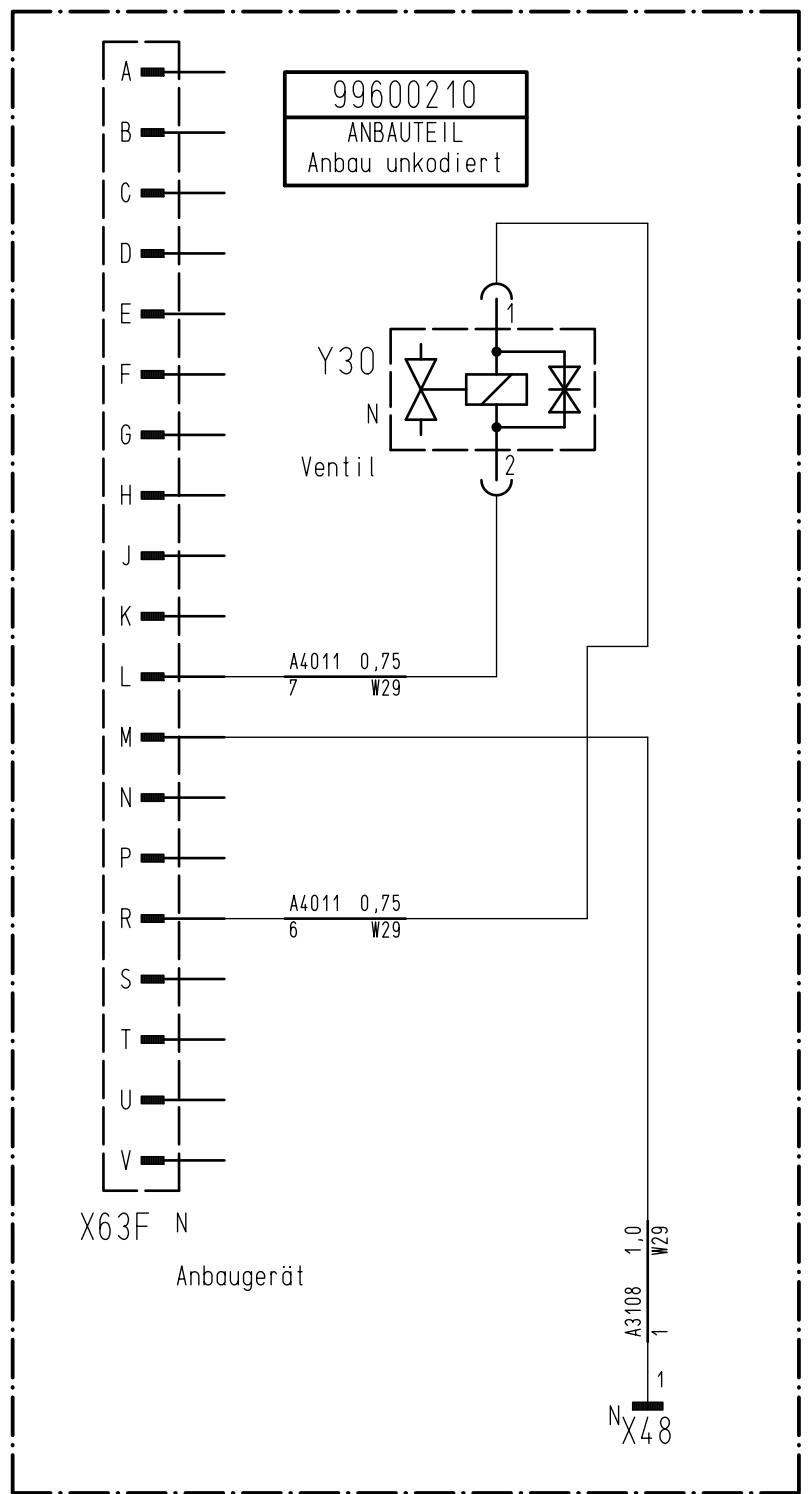 A
99600210
ANBAUTEIL
Anbau unkodiert
B
C
D
E
1
F
Y30
N
G
Ventil
2
H
J
K
L
A4011 0,75
7 W29
M
N
P
R
A4011 0,75
6 W29
S
T
U
V
X63F N
Anbaugerät
A3108 1,0
1 W29
1
N
X48